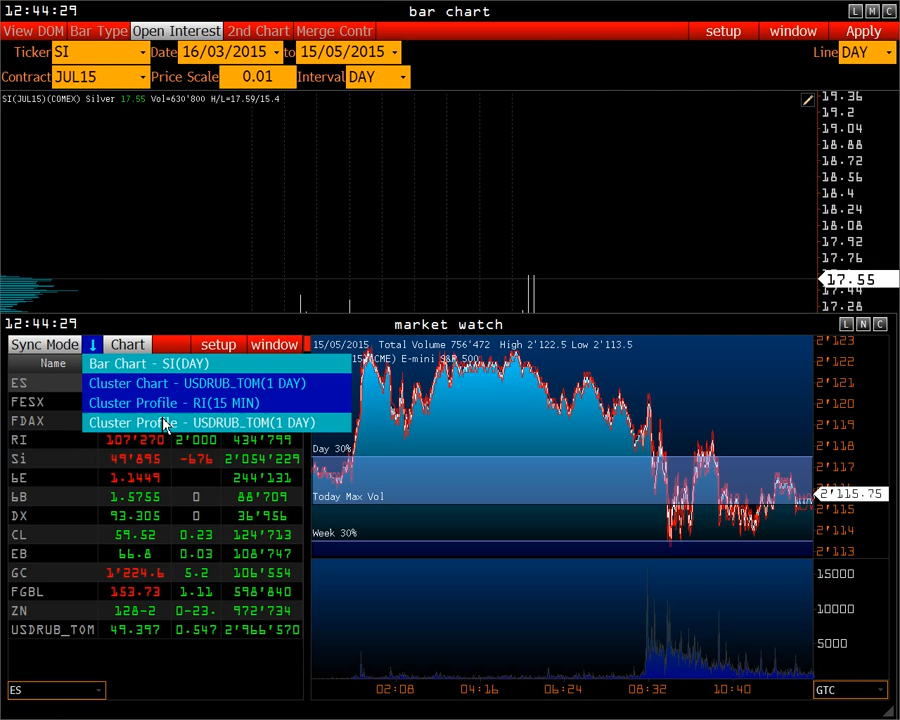 12:44:29 bar chart L M C
View DOM Bar Type Open Interest 2nd Chart Merge Contr setup window Apply
Ticker SI Date 16/03/2015 to 15/05/2015 Line DAY
Contract JUL15 Price Scale 0.01 Interval DAY
SI(JUL15)(COMEX) Silver 17.55 Vol=630'800 H/L=17.59/15.4
19.36
19.2
19.04
18.88
18.72
18.56
18.4
18.24
18.08
17.92
17.76
17.55
17.44
17.28
12:44:29 market watch L N C
Sync Mode ↓ Chart setup window
Name
Bar Chart - SI(DAY)
Cluster Chart - USDRUB_TOM(1 DAY)
Cluster Profile - RI(15 MIN)
Cluster Profile - USDRUB_TOM(1 DAY)
ES
FESX
FDAX
RI 107'270 2'000 434'799
Si 49'895 -676 2'054'229
6E 1.1449 244'131
6B 1.5755 0 88'709
DX 93.305 0 36'956
CL 59.52 0.23 124'713
EB 66.8 0.03 108'747
GC 1'224.6 5.2 106'554
FGBL 153.73 1.11 598'840
ZN 128-2 0-23. 972'734
USDRUB_TOM 49.397 0.547 2'966'570
ES
15/05/2015 Total Volume 756'472 High 2'122.5 Low 2'113.5
E-mini S&P 500
Day 30%
Today Max Vol
Week 30%
2'123
2'122
2'121
2'120
2'119
2'118
2'117
2'115.75
2'115
2'114
2'113
15000
10000
5000
02:08 04:16 06:24 08:32 10:40
GTC